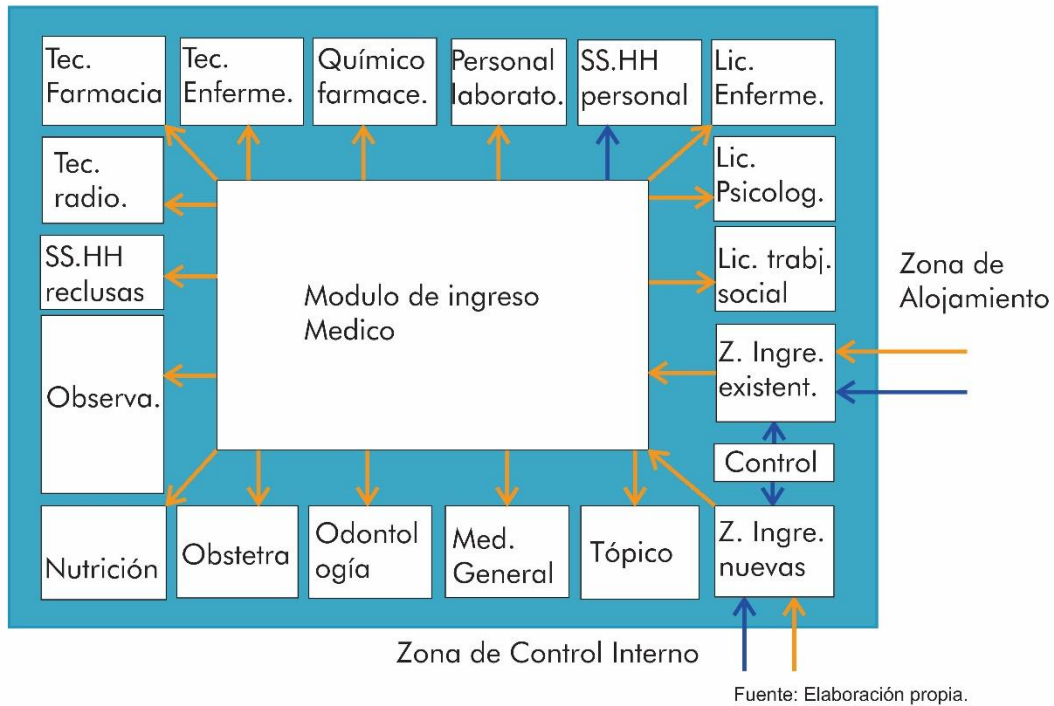 Tec.
Farmacia
Tec.
Enferme.
Químico
farmace.
Personal
laborato.
SS.HH
personal
Lic.
Enferme.
Tec.
radio.
Lic.
Psicolog.
SS.HH
reclusas
Modulo de ingreso
Medico
Lic. trabj.
social
Zona de
Alojamiento
Observa.
Z. Ingre.
existent.
Control
Nutrición
Obstetra
Odontol
ogía
Med.
General
Tópico
Z. Ingre.
nuevas
Zona de Control Interno
Fuente: Elaboración propia.